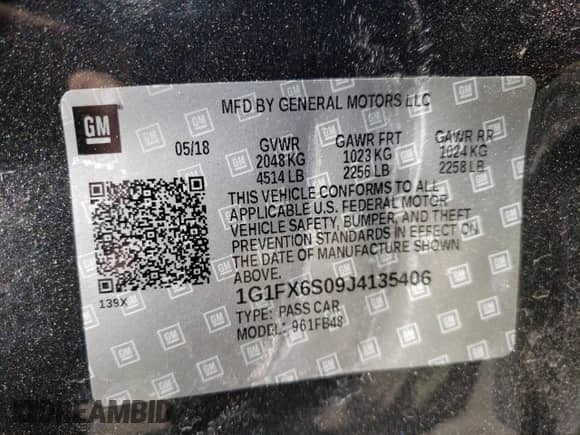 MFD BY GENERAL MOTORS LLC
GM
05/18 GVWR GAWR FRT GAWR RR
2048 KG 1023 KG 1024 KG
4514 LB 2256 LB 2258 LB
THIS VEHICLE CONFORMS TO ALL
APPLICABLE U.S. FEDERAL MOTOR
VEHICLE SAFETY, BUMPER, AND THEFT
PREVENTION STANDARDS IN EFFECT ON
THE DATE OF MANUFACTURE SHOWN
ABOVE.
139X
1G1FX6S09J4135406
TYPE: PASS CAR
MODEL: 961FB48
DREAMBID